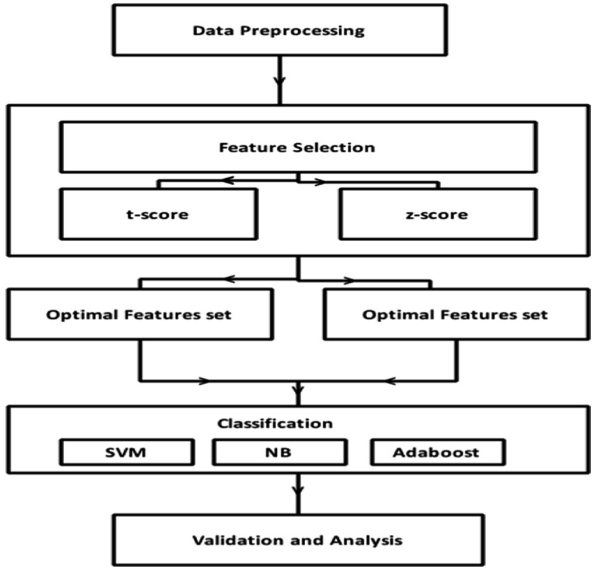 Data Preprocessing
Feature Selection
t-score
z-score
Optimal Features set
Optimal Features set
Classification
SVM
NB
Adaboost
Validation and Analysis